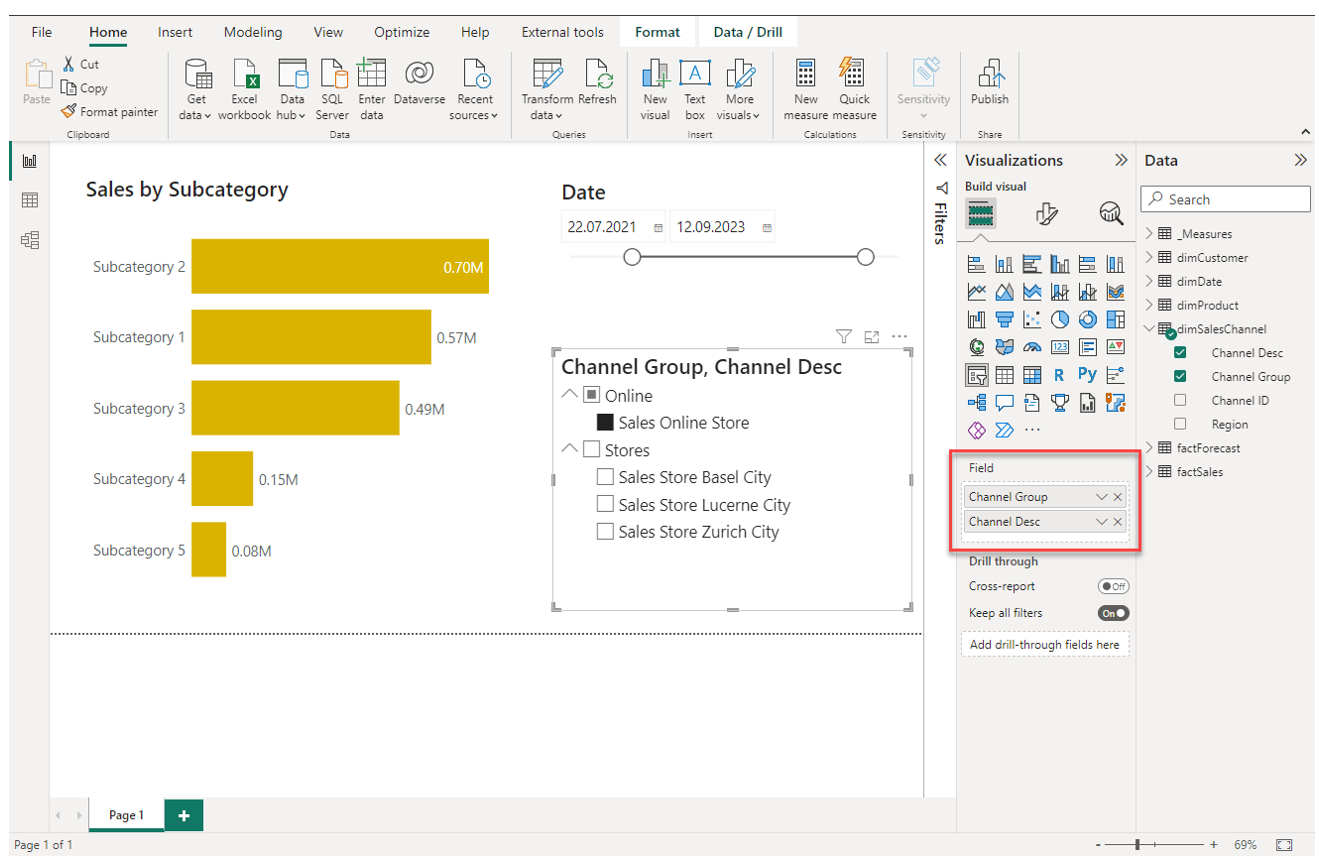 File Home Insert Modeling View Optimize Help External tools Format Data / Drill
Paste
Cut
Copy
Format painter
Clipboard
Get data
Excel workbook
Data hub
SQL Server
Enter data
Dataverse
Recent sources
Data
Transform data
Refresh
Queries
New visual
Text box
More visuals
Insert
New measure
Quick measure
Calculations
Sensitivity
Sensitivity
Publish
Share
Sales by Subcategory
Subcategory 2 0.70M
Subcategory 1 0.57M
Subcategory 3 0.49M
Subcategory 4 0.15M
Subcategory 5 0.08M
Date
22.07.2021 12.09.2023
Channel Group, Channel Desc
Online
Sales Online Store
Stores
Sales Store Basel City
Sales Store Lucerne City
Sales Store Zurich City
Filters
Visualizations
Build visual
123
R
Py
Field
Channel Group
Channel Desc
Drill through
Cross-report Off
Keep all filters On
Add drill-through fields here
Data
Search
_Measures
dimCustomer
dimDate
dimProduct
dimSalesChannel
Channel Desc
Channel Group
Channel ID
Region
factForecast
factSales
Page 1
+
Page 1 of 1
- + 69%